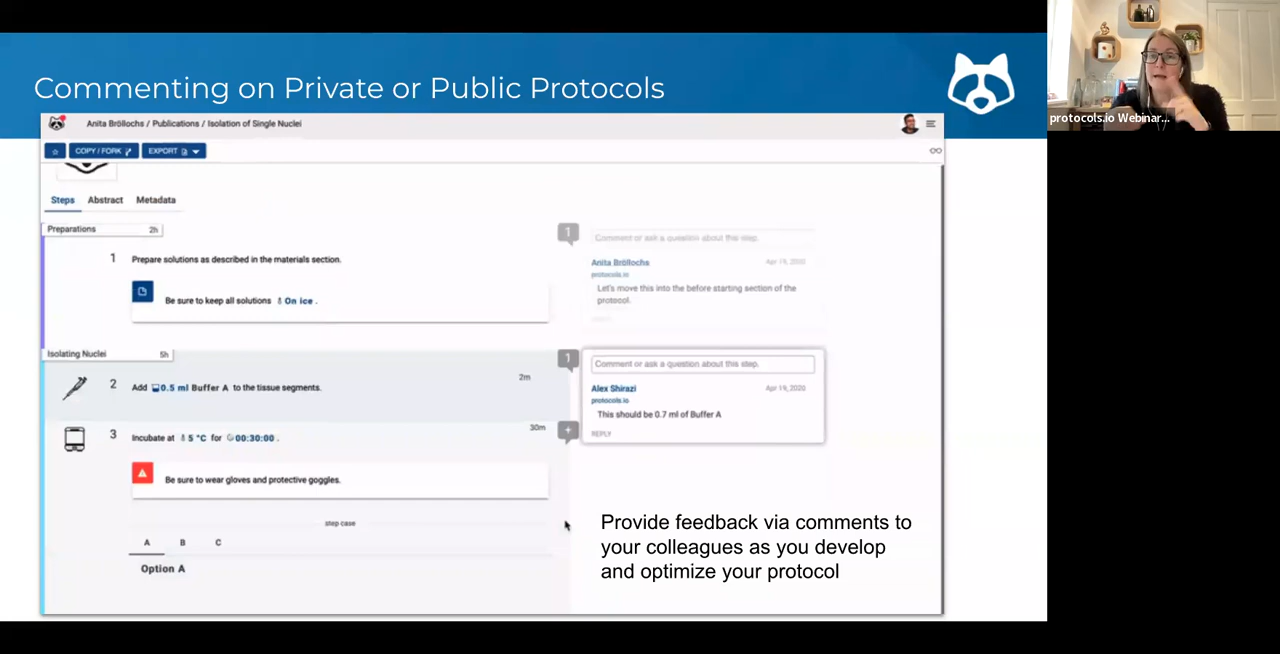 Commenting on Private or Public Protocols
protocols.io Webinar...
Anita Bröllochs / Publications / Isolation of Single Nuclei
COPY / FORK
EXPORT
Steps
Abstract
Metadata
Preparations
2h
1
Prepare solutions as described in the materials section.
Be sure to keep all solutions On ice .
1
Comment or ask a question about this step.
Anita Bröllochs
Apr 19, 2020
protocols.io
Let's move this into the before starting section of the
protocol.
Isolating Nuclei
5h
2
Add 0.5 ml Buffer A to the tissue segments.
2m
1
Comment or ask a question about this step.
Alex Shirazi
Apr 19, 2020
protocols.io
This should be 0.7 ml of Buffer A
REPLY
3
Incubate at 5 °C for 00:30:00 .
30m
+
Be sure to wear gloves and protective goggles.
step case
A
B
C
Option A
Provide feedback via comments to
your colleagues as you develop
and optimize your protocol